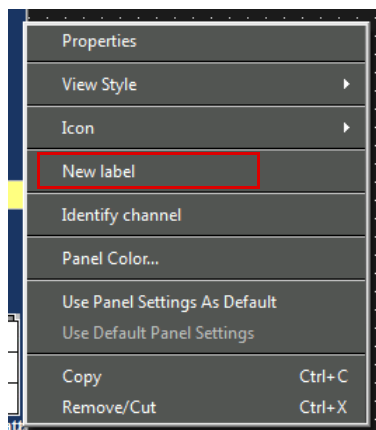 Properties
View Style
Icon
New label
Identify channel
Panel Color...
Use Panel Settings As Default
Use Default Panel Settings
Copy Ctrl+C
Remove/Cut Ctrl+X